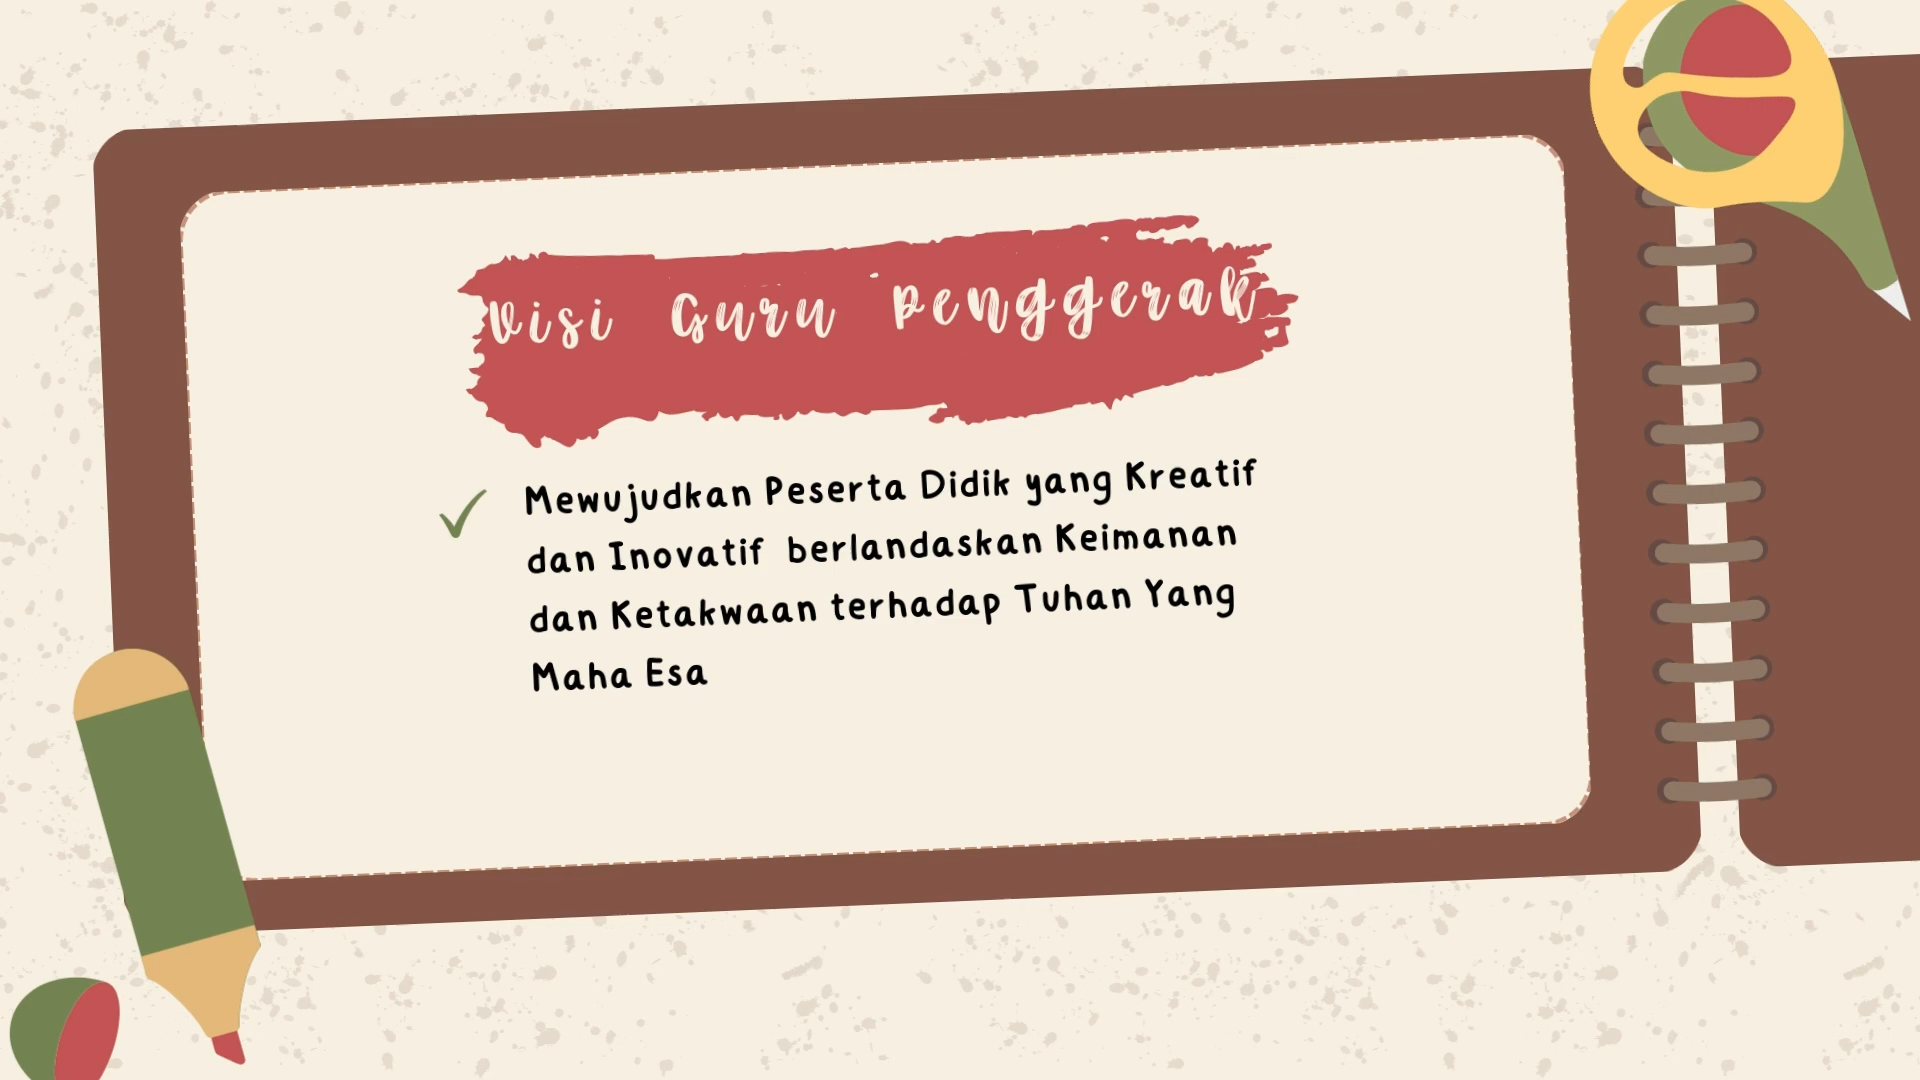 Visi Guru Penggerak
Mewujudkan Peserta Didik yang Kreatif
dan Inovatif berlandaskan Keimanan
dan Ketakwaan terhadap Tuhan Yang
Maha Esa